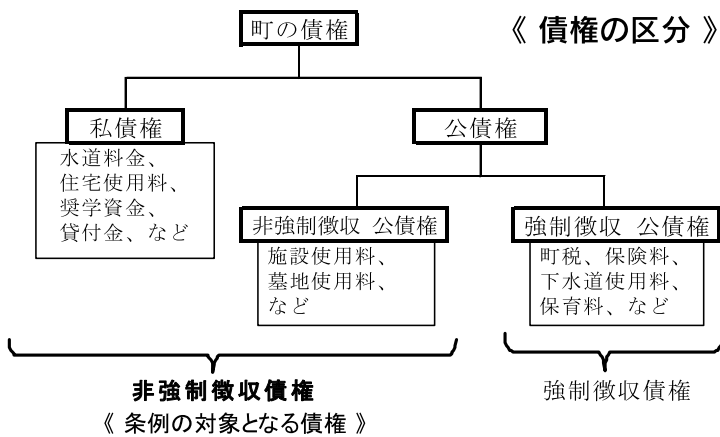 《 債権の区分 》
町の債権
私債権
水道料金、
住宅使用料、
奨学資金、
貸付金、など
公債権
非強制徴収 公債権
施設使用料、
墓地使用料、
など
強制徴収 公債権
町税、保険料、
下水道使用料、
保育料、など
非強制徴収債権
《 条例の対象となる債権 》
強制徴収債権